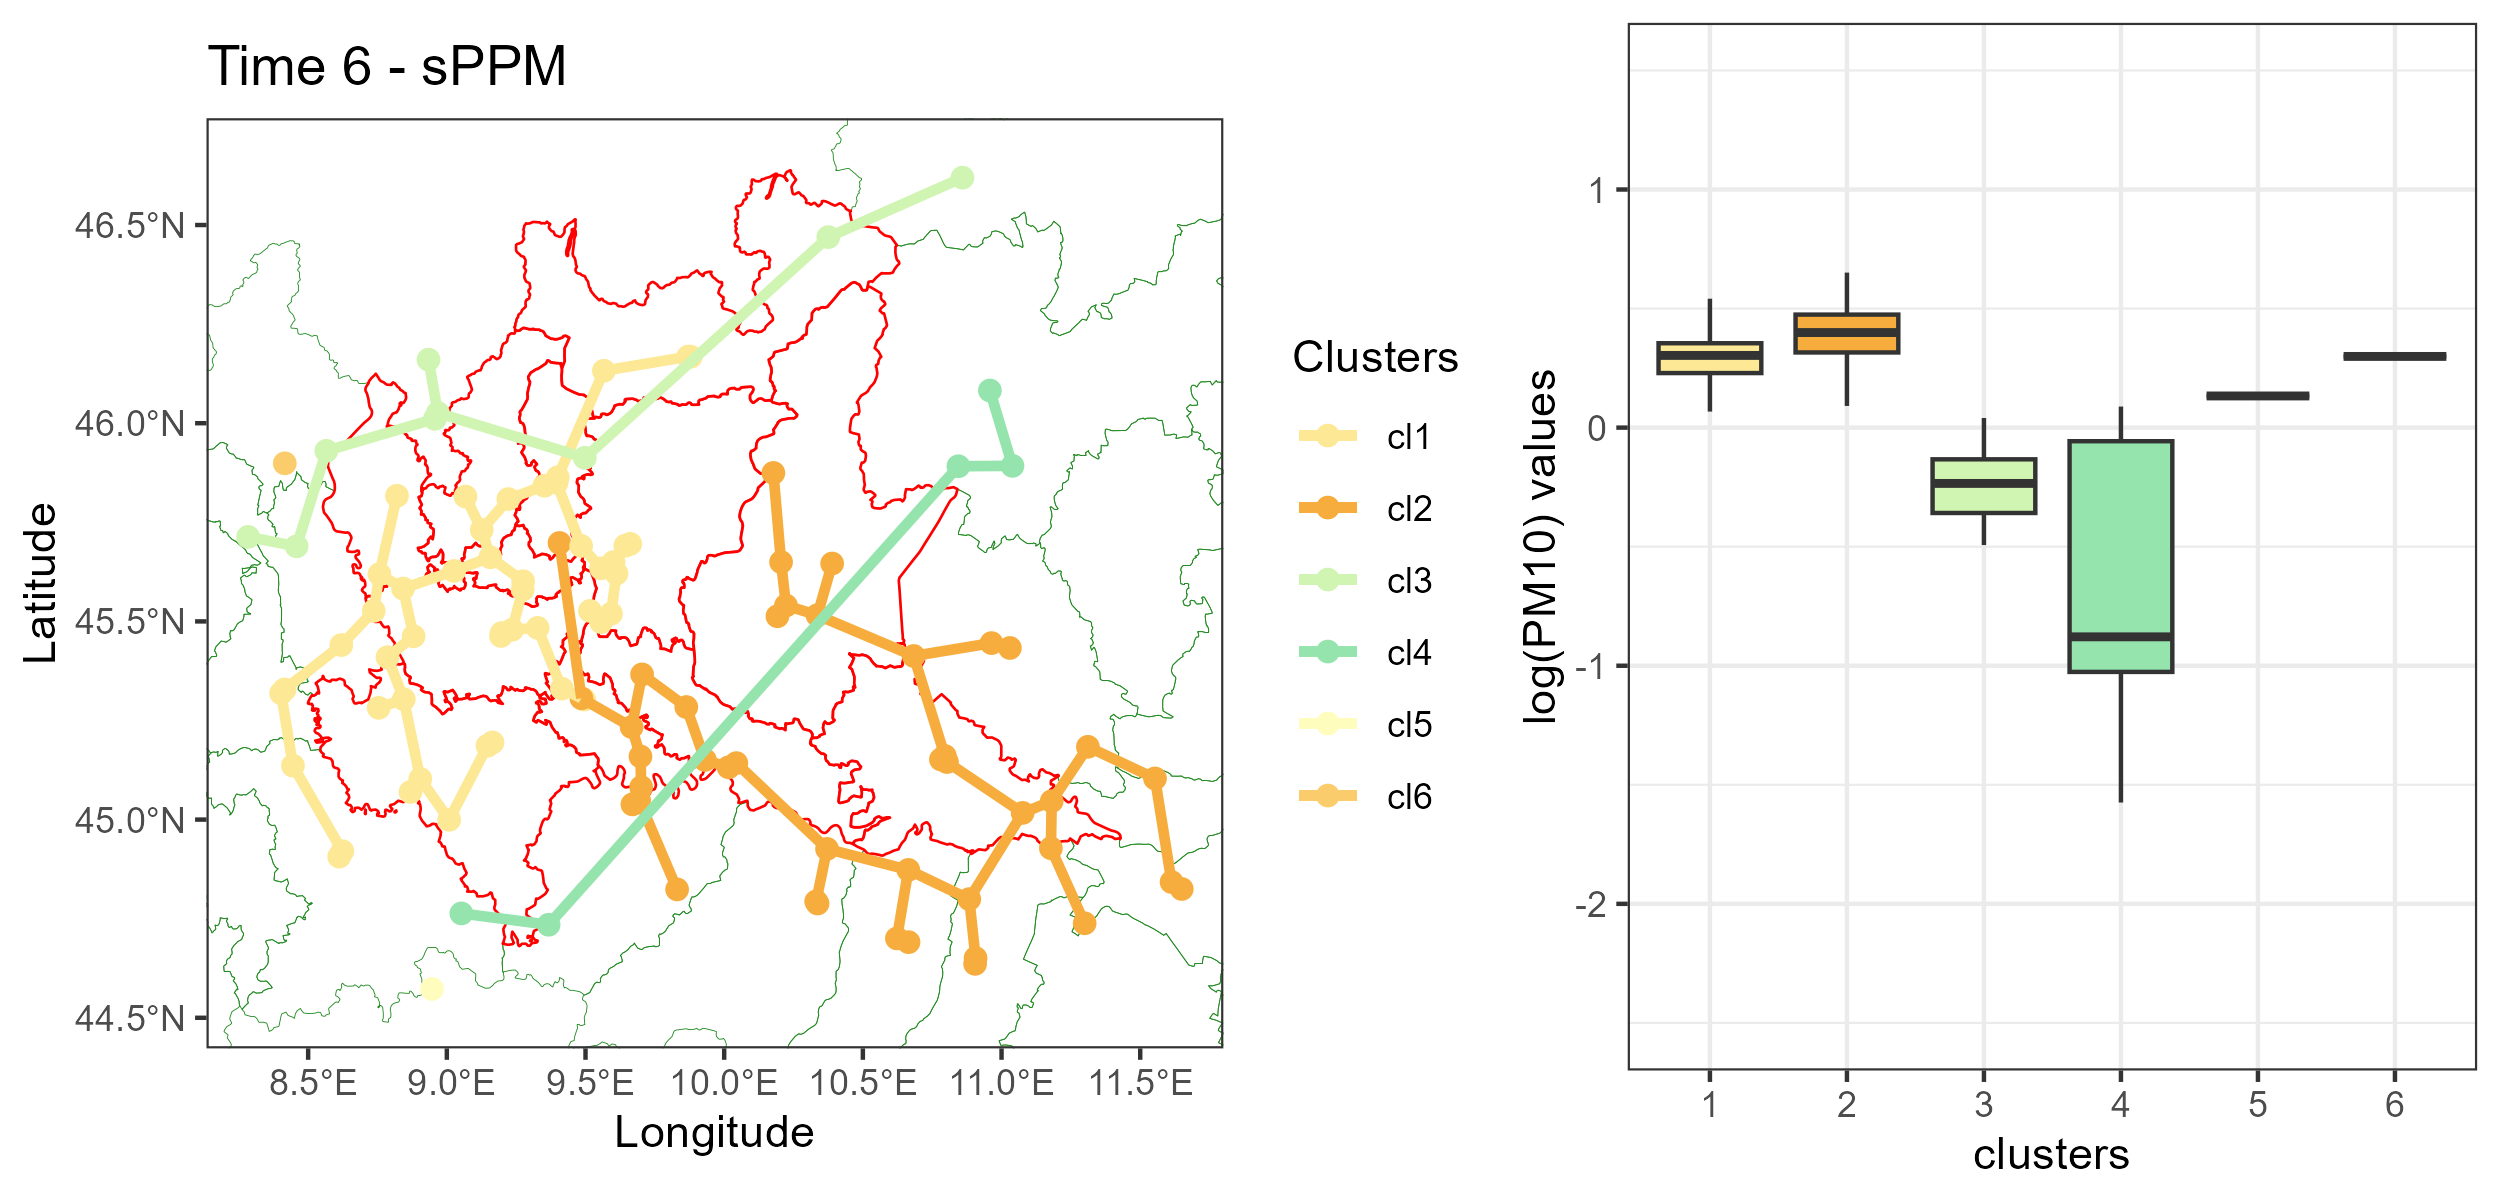 Time 6 - sPPM
46.5°N
46.0°N
45.5°N
45.0°N
44.5°N
Latitude
8.5°E 9.0°E 9.5°E 10.0°E 10.5°E 11.0°E 11.5°E
Longitude
Clusters
cl1
cl2
cl3
cl4
cl5
cl6
log(PM10) values
1
0
-1
-2
1 2 3 4 5 6
clusters